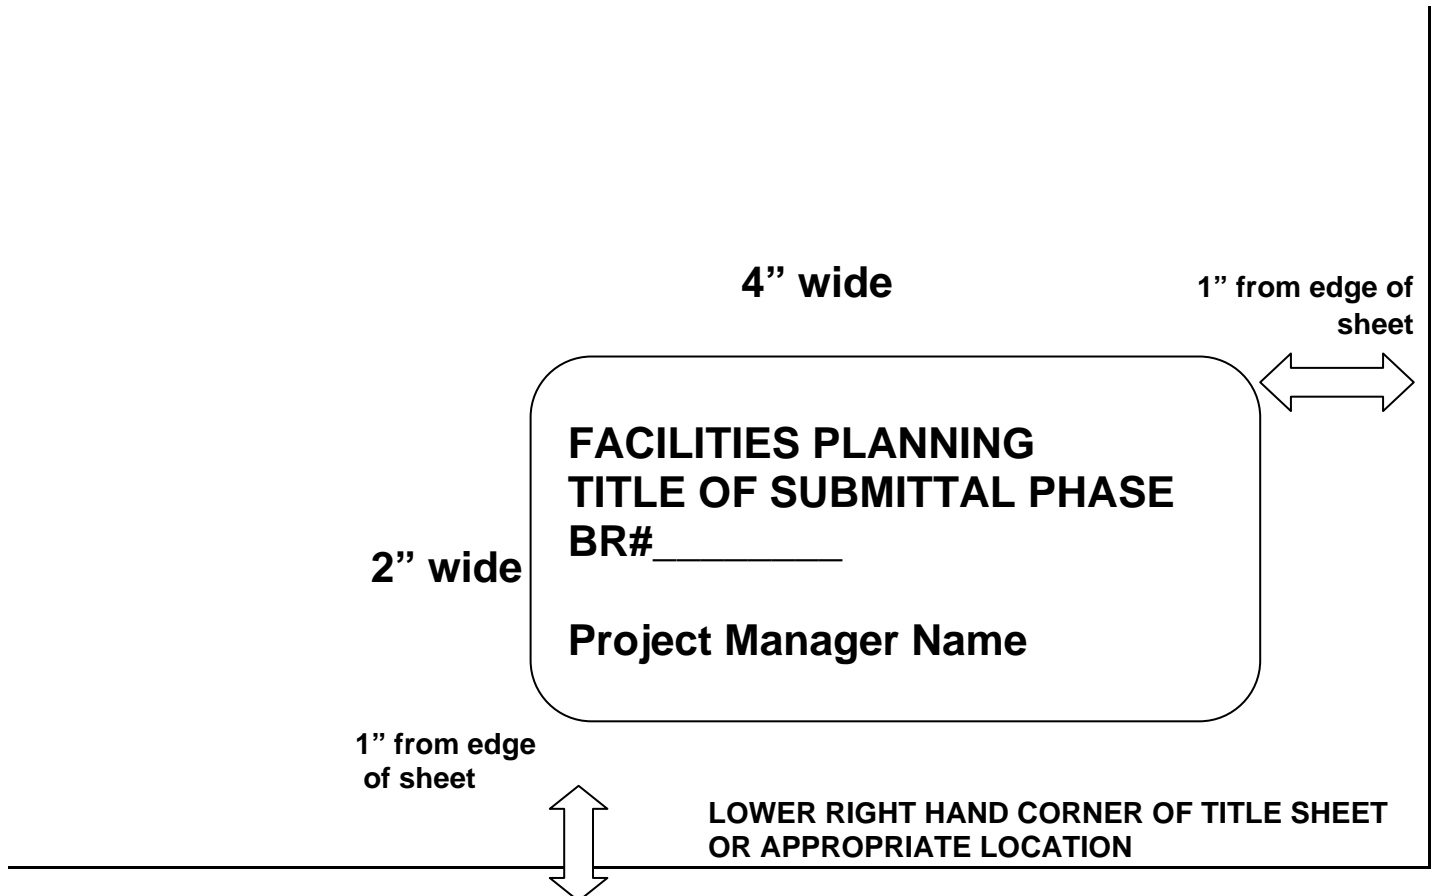 4” wide
1” from edge of
sheet
FACILITIES PLANNING
TITLE OF SUBMITTAL PHASE
BR#________
2” wide
Project Manager Name
1” from edge
of sheet
LOWER RIGHT HAND CORNER OF TITLE SHEET
OR APPROPRIATE LOCATION